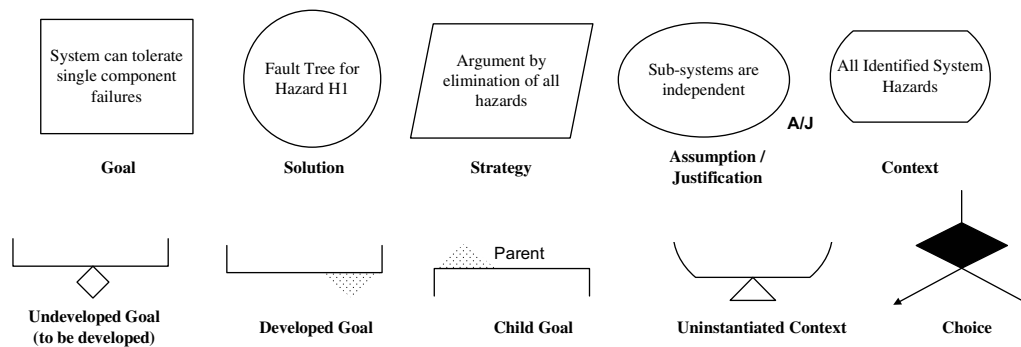 System can tolerate
single component
failures
Fault Tree for
Hazard H1
Argument by
elimination of all
hazards
Sub-systems are
independent
A/J
All Identified System
Hazards
Goal
Solution
Strategy
Assumption /
Justification
Context
Parent
Undeveloped Goal
(to be developed)
Developed Goal
Child Goal
Uninstantiated Context
Choice